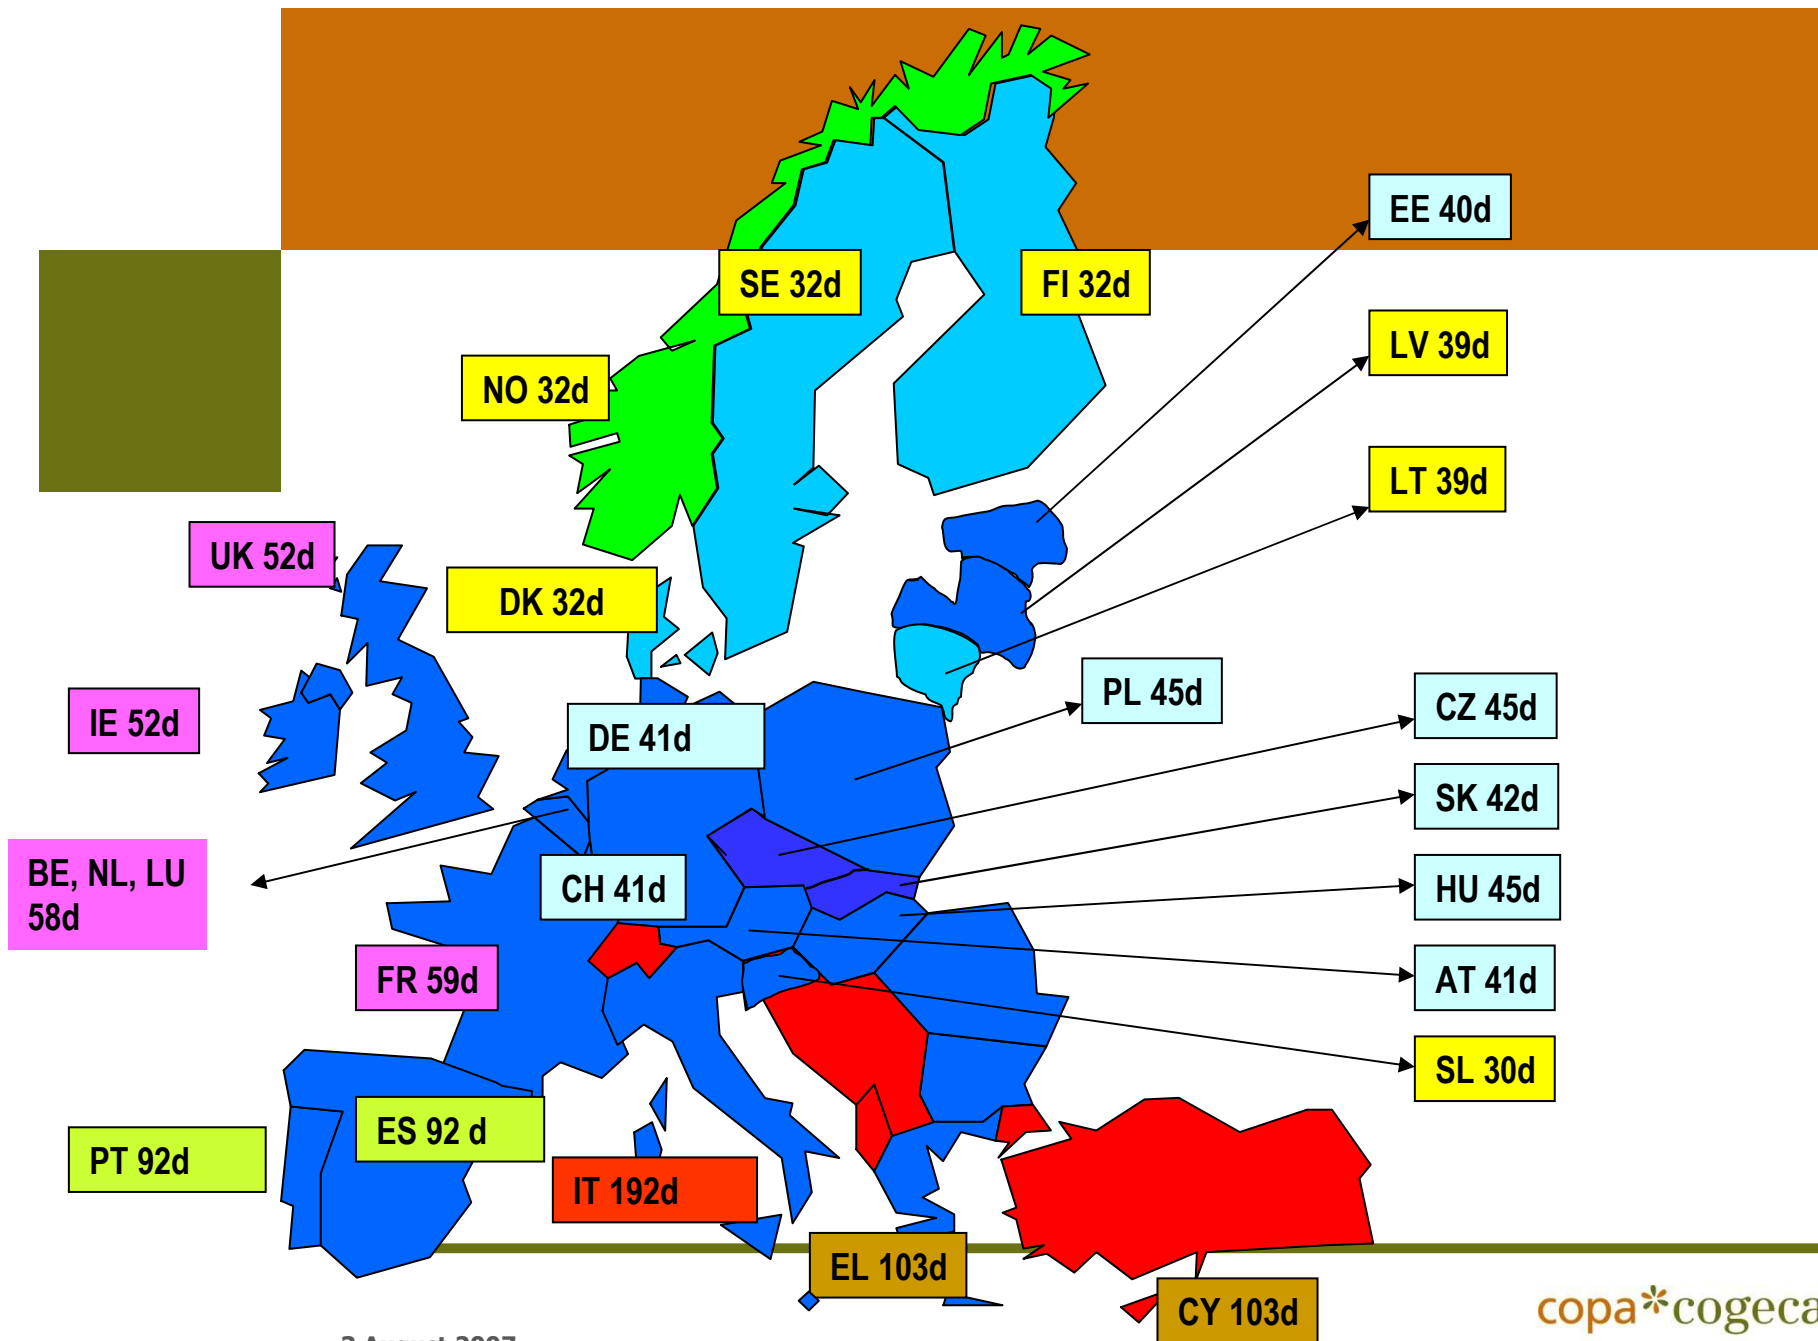 EE 40d
SE 32d
FI 32d
LV 39d
NO 32d
LT 39d
UK 52d
DK 32d
PL 45d
CZ 45d
IE 52d
DE 41d
SK 42d
BE, NL, LU
58d
CH 41d
HU 45d
FR 59d
AT 41d
SL 30d
ES 92 d
PT 92d
IT 192d
EL 103d
CY 103d
copa*cogeca